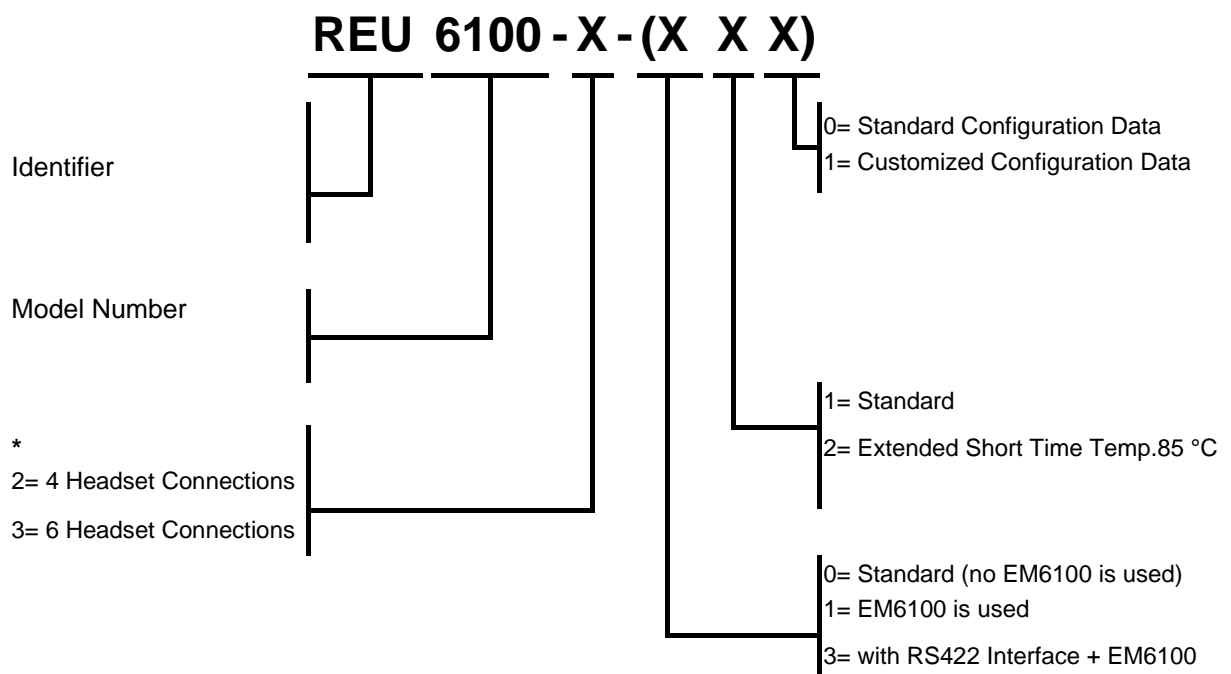 REU 6100 - X - (X X X)
Identifier
Model Number
*
2= 4 Headset Connections
3= 6 Headset Connections
0= Standard Configuration Data
1= Customized Configuration Data
1= Standard
2= Extended Short Time Temp.85 °C
0= Standard (no EM6100 is used)
1= EM6100 is used
3= with RS422 Interface + EM6100